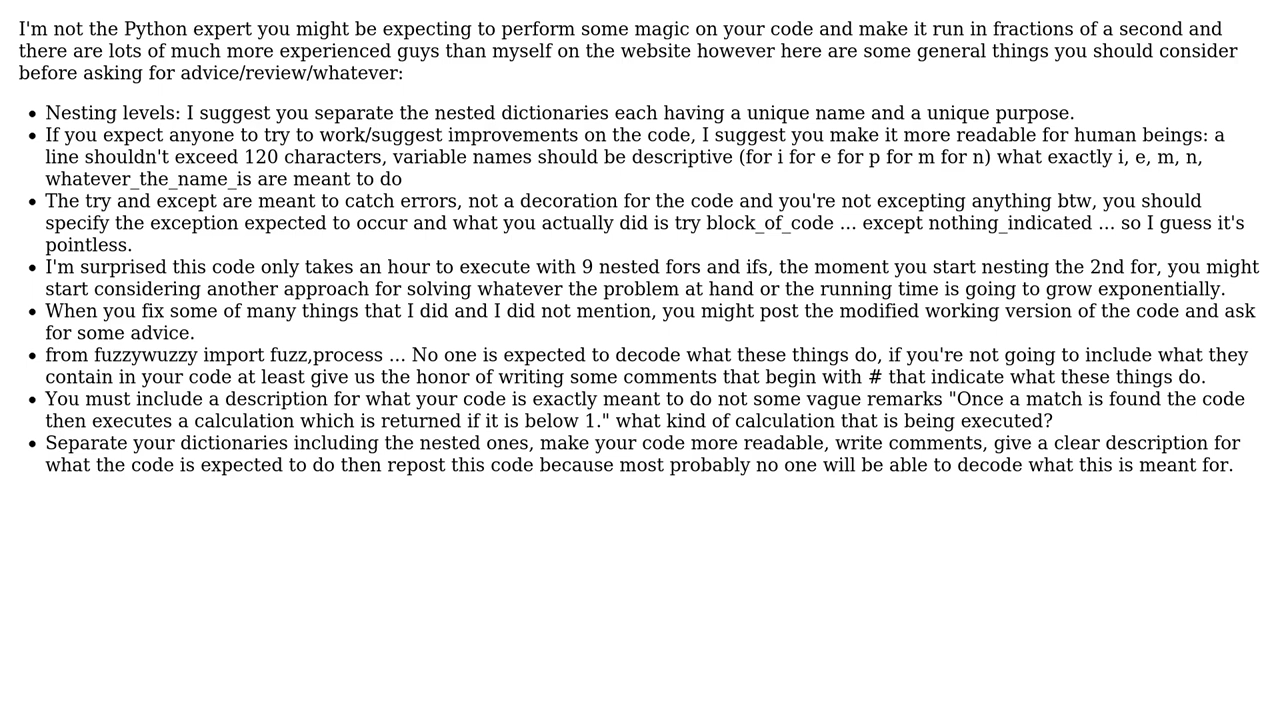 I'm not the Python expert you might be expecting to perform some magic on your code and make it run in fractions of a second and
there are lots of much more experienced guys than myself on the website however here are some general things you should consider
before asking for advice/review/whatever:
• Nesting levels: I suggest you separate the nested dictionaries each having a unique name and a unique purpose.
• If you expect anyone to try to work/suggest improvements on the code, I suggest you make it more readable for human beings: a
line shouldn't exceed 120 characters, variable names should be descriptive (for i for e for p for m for n) what exactly i, e, m, n,
whatever_the_name_is are meant to do
• The try and except are meant to catch errors, not a decoration for the code and you're not excepting anything btw, you should
specify the exception expected to occur and what you actually did is try block_of_code ... except nothing_indicated ... so I guess it's
pointless.
• I'm surprised this code only takes an hour to execute with 9 nested fors and ifs, the moment you start nesting the 2nd for, you might
start considering another approach for solving whatever the problem at hand or the running time is going to grow exponentially.
• When you fix some of many things that I did and I did not mention, you might post the modified working version of the code and ask
for some advice.
• from fuzzywuzzy import fuzz,process ... No one is expected to decode what these things do, if you're not going to include what they
contain in your code at least give us the honor of writing some comments that begin with # that indicate what these things do.
• You must include a description for what your code is exactly meant to do not some vague remarks "Once a match is found the code
then executes a calculation which is returned if it is below 1." what kind of calculation that is being executed?
• Separate your dictionaries including the nested ones, make your code more readable, write comments, give a clear description for
what the code is expected to do then repost this code because most probably no one will be able to decode what this is meant for.